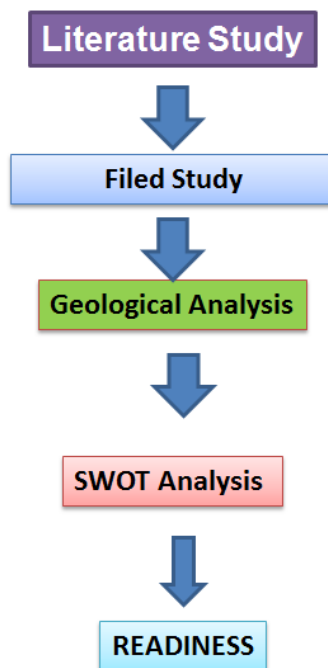 Literature Study
Filed Study
Geological Analysis
SWOT Analysis
READINESS